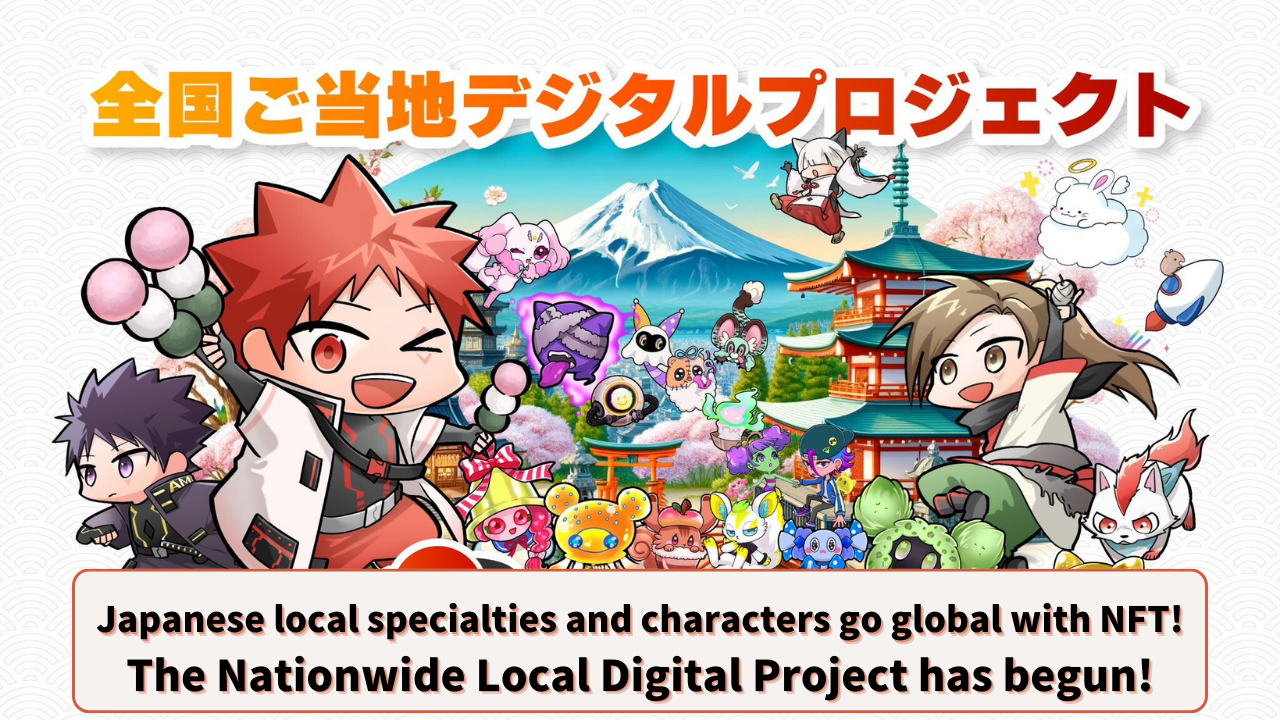 全国ご当地デジタルプロジェクト
Japanese local specialties and characters go global with NFT!
The Nationwide Local Digital Project has begun!